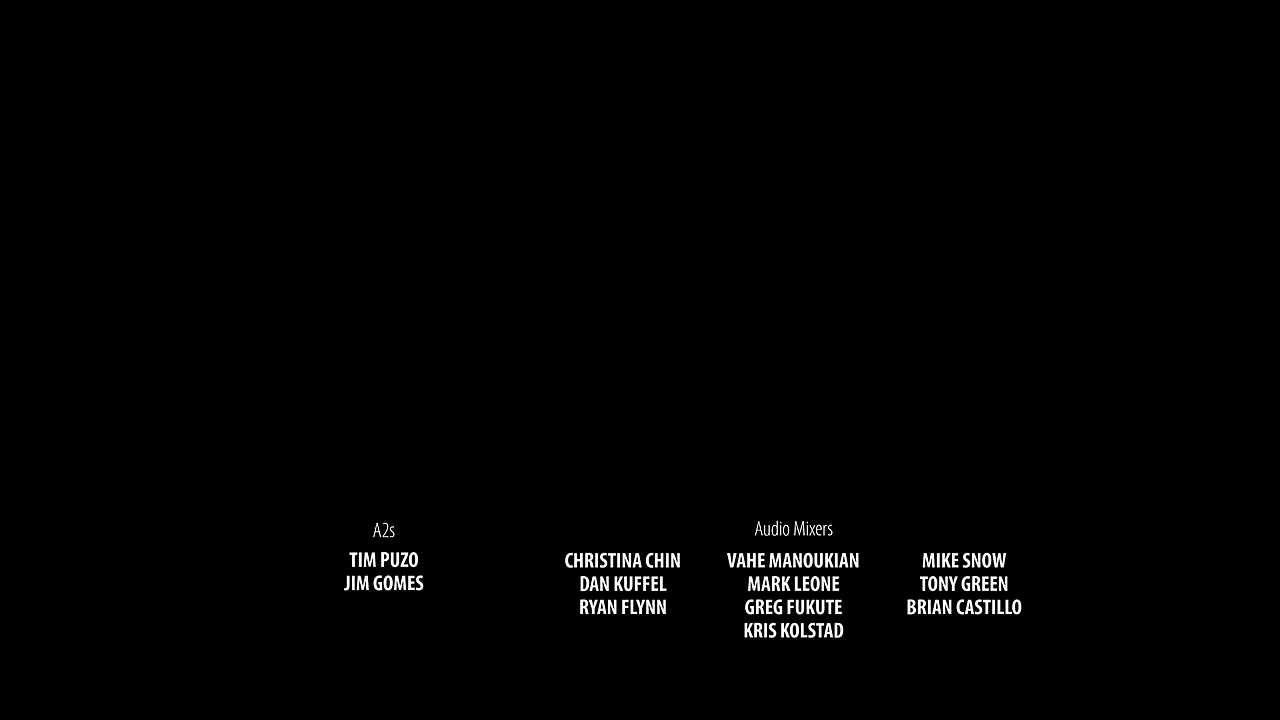 A2s
TIM PUZO
JIM GOMES
Audio Mixers
CHRISTINA CHIN
DAN KUFFEL
RYAN FLYNN
VAHE MANOUKIAN
MARK LEONE
GREG FUKUTE
KRIS KOLSTAD
MIKE SNOW
TONY GREEN
BRIAN CASTILLO